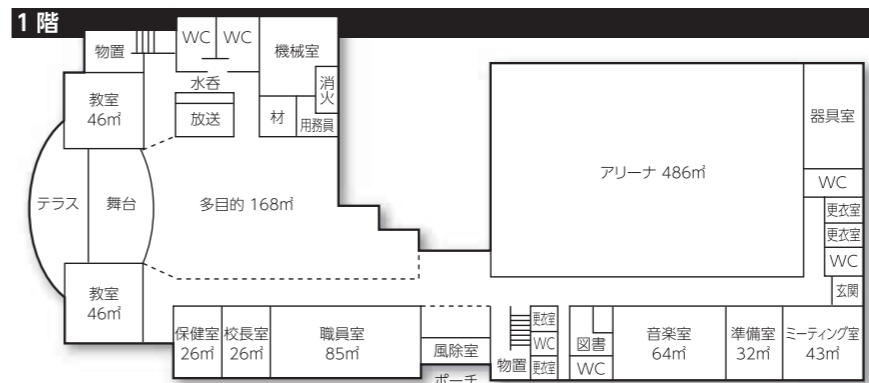 1階
物置
WC
WC
機械室
水呑
消火
教室
46㎡
放送
材
用務員
器具室
アリーナ 486㎡
WC
テラス
舞台
多目的 168㎡
更衣室
更衣室
WC
教室
46㎡
玄関
保健室
26㎡
校長室
26㎡
職員室
85㎡
風除室
ポーチ
物置
更衣室
WC
更衣室
図書
WC
音楽室
64㎡
準備室
32㎡
ミーティング室
43㎡